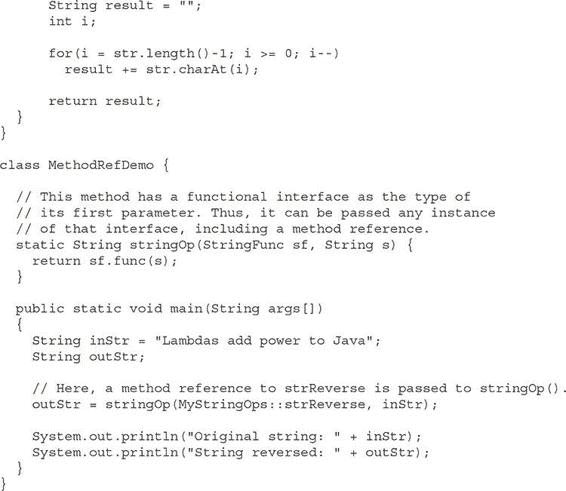 String result = "";
int i;
for(i = str.length()-1; i >= 0; i--)
result += str.charAt(i);
return result;
}
}
class MethodRefDemo {
// This method has a functional interface as the type of
// its first parameter. Thus, it can be passed any instance
// of that interface, including a method reference.
static String stringOp(StringFunc sf, String s) {
return sf.func(s);
}
public static void main(String args[])
{
String inStr = "Lambdas add power to Java";
String outStr;
// Here, a method reference to strReverse is passed to stringOp().
outStr = stringOp(MyStringOps::strReverse, inStr);
System.out.println("Original string: " + inStr);
System.out.println("String reversed: " + outStr);
}
}